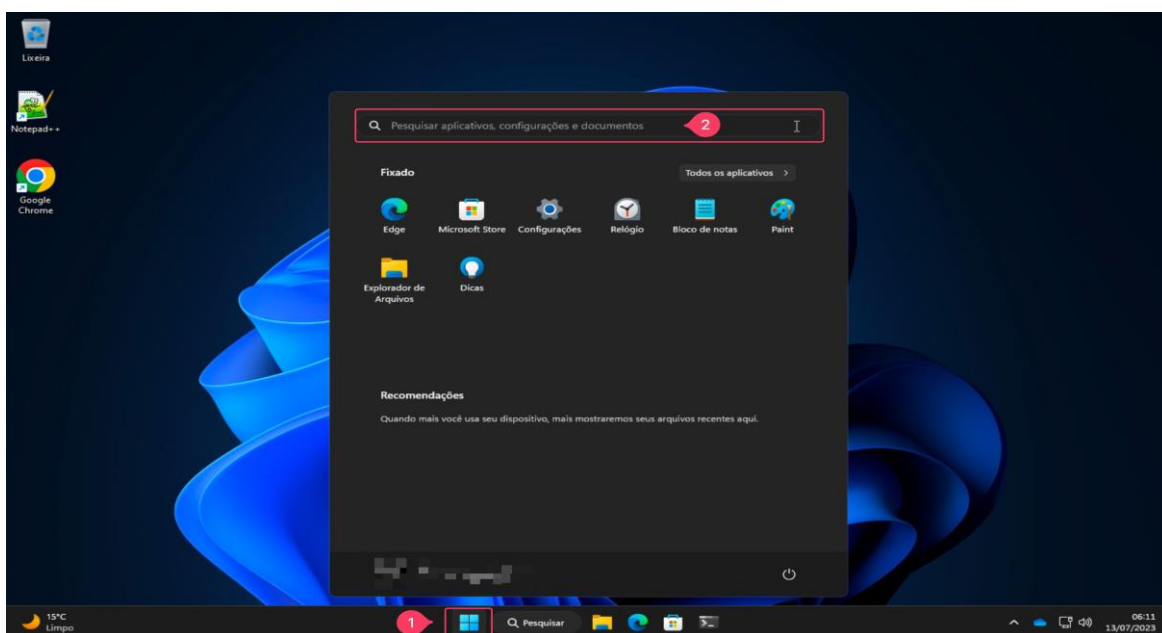 Lixeira
Notepad++
Google
Chrome
Pesquisar aplicativos, configurações e documentos
2
Fixado
Todos os aplicativos >
Edge
Microsoft Store
Configurações
Relógio
Bloco de notas
Paint
Explorador de
Arquivos
Dicas
Recomendações
Quando mais você usa seu dispositivo, mais mostraremos seus arquivos recentes aqui.
15°C
Limpo
1
Pesquisar
06:11
13/07/2023